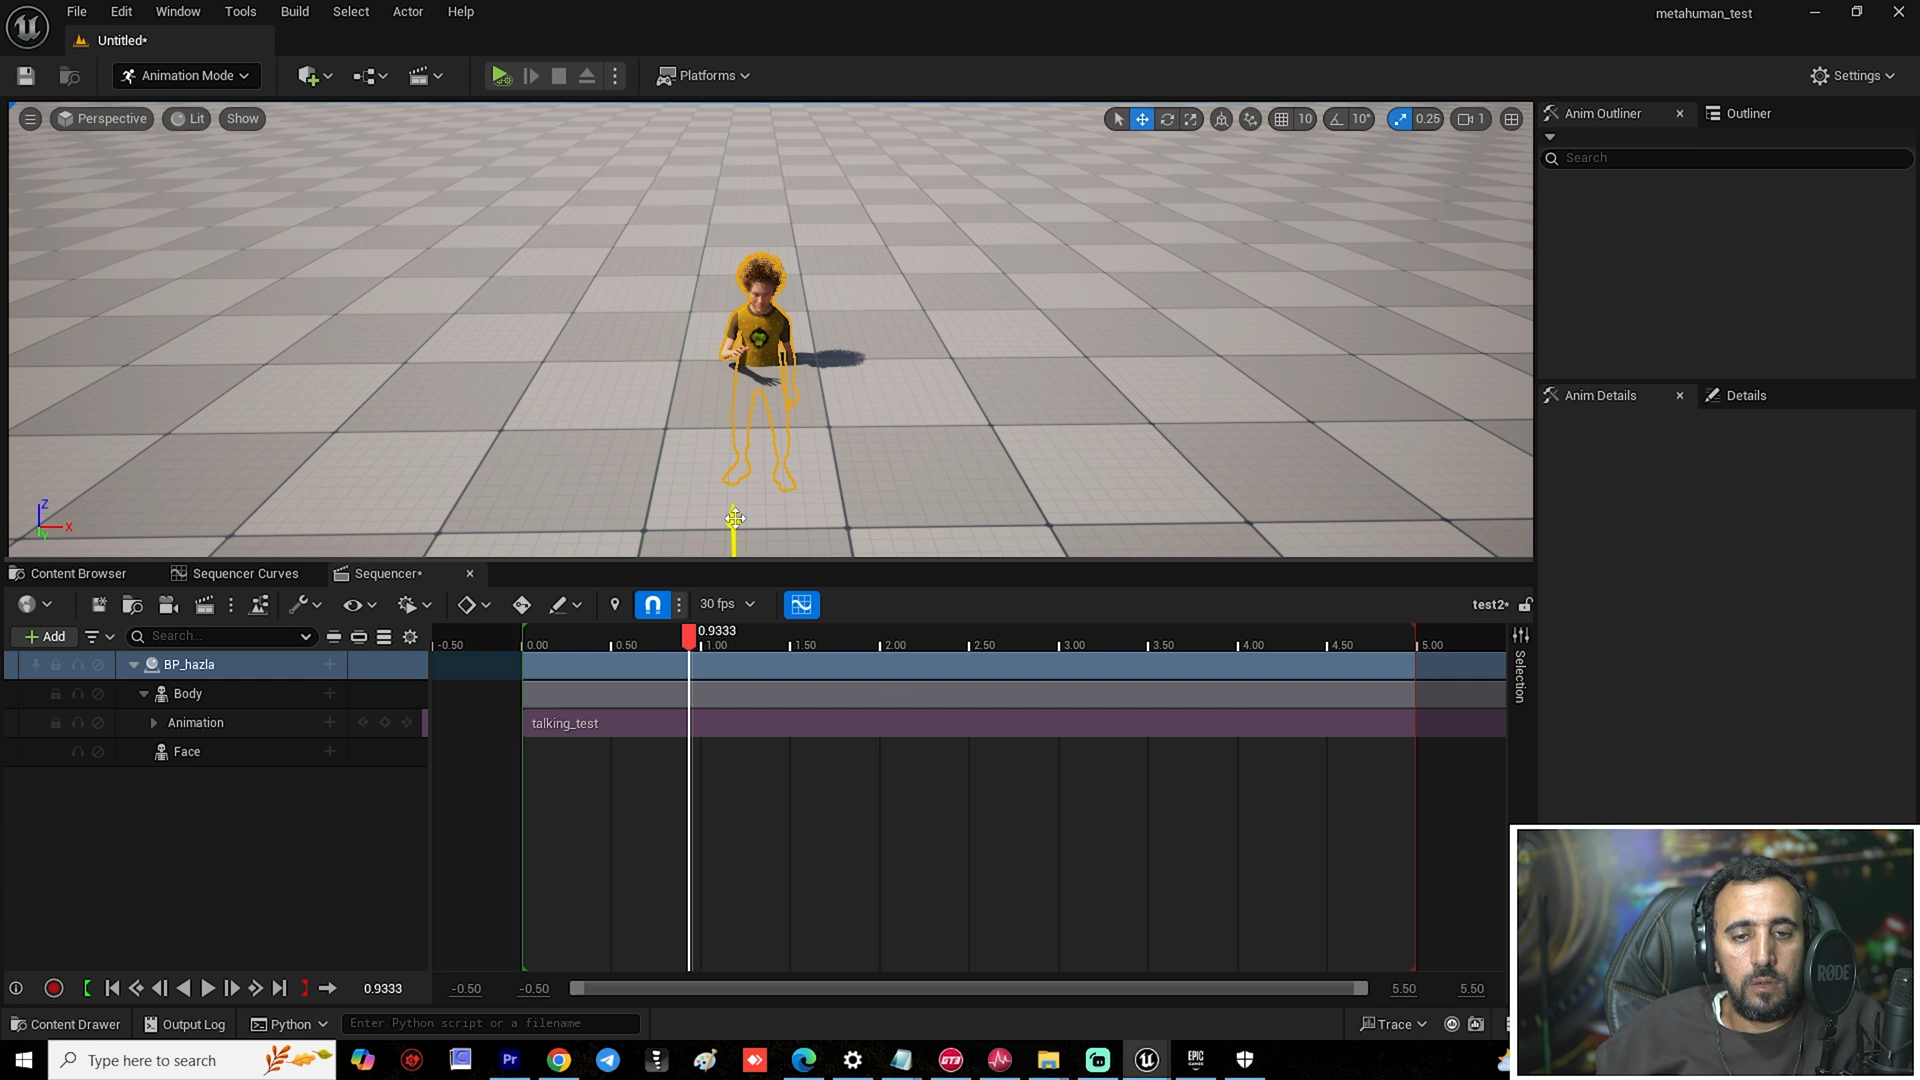 File Edit Window Tools Build Select Actor Help
metahuman_test
Untitled*
Animation Mode
Platforms
Settings
Perspective Lit Show
10 10° 0.25 1
Anim Outliner
Outliner
Search
Z
X
Y
Anim Details
Details
Content Browser
Sequencer Curves
Sequencer*
30 fps
test2*
Add
Search...
0.9333
-0.50 0.00 0.50 1.00 1.50 2.00 2.50 3.00 3.50 4.00 4.50 5.00
Selection
BP_hazla
Body
Animation
talking_test
Face
0.9333
-0.50 -0.50 5.50 5.50
Content Drawer
Output Log
Python
Enter Python script or a filename
Trace
Type here to search
Pr
GT3
EPIC GAMES
RØDE